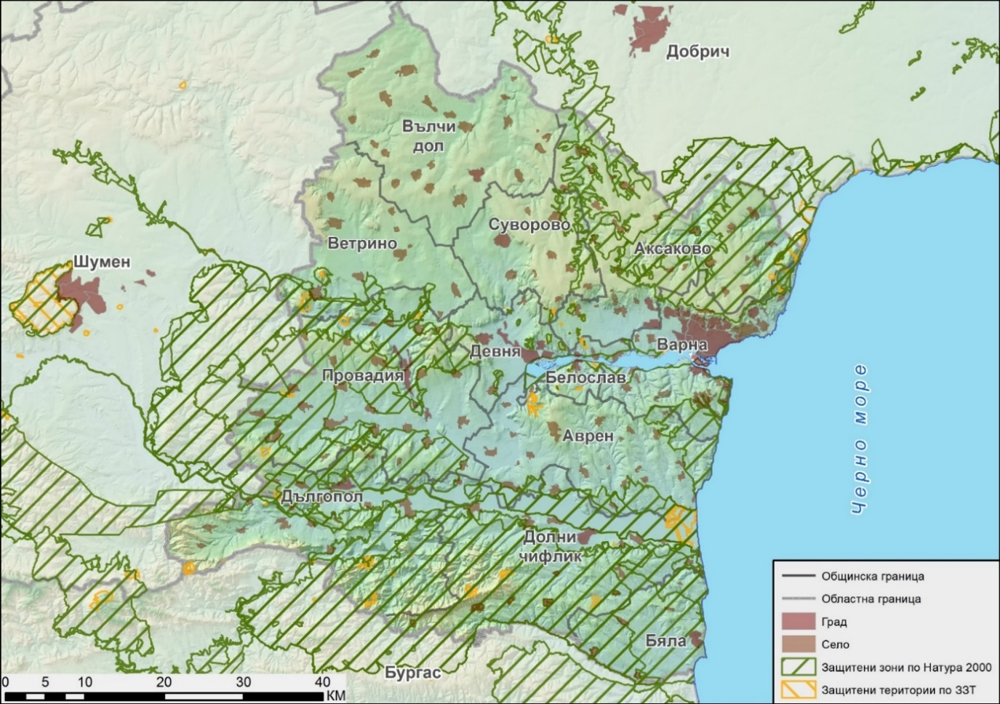 Добрич
Вълчи
дол
Суворово
Ветрино
Аксаково
Шумен
Варна
Девня
Провадия
Белослав
Аврен
Черно море
Дългопол
Долни
чифлик
Бяла
Бургас
Общинска граница
Областна граница
Град
Село
Защитени зони по Натура 2000
Защитени територии по ЗЗТ
0 5 10 20 30 40
КМ